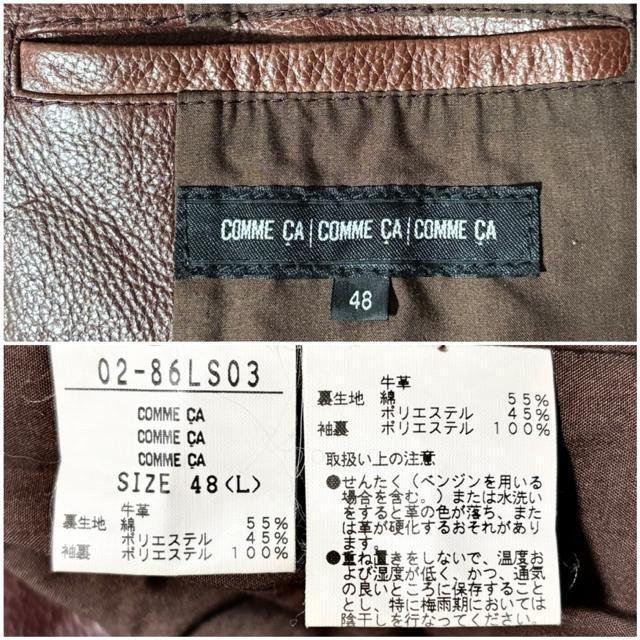 COMME ÇA | COMME ÇA | COMME ÇA
48
02-86LS03
COMME ÇA
COMME ÇA
COMME ÇA
SIZE 48<L>
牛革
裏生地 綿 55%
ポリエステル 45%
袖裏 ポリエステル 100%
牛革
裏生地 綿 55%
ポリエステル 45%
袖裏 ポリエステル 100%
取扱い上の注意
●せんたく(ベンジンを用いる
場合を含む。)または水洗い
をすると革の色が落ち、また
は革が硬化するおそれがあり
ます。
●重ね置きをしないで、温度お
よび湿度が低く、かつ、通気
の良いところに保存すること
とし、特に梅雨期においては
陰干しを行なってください。